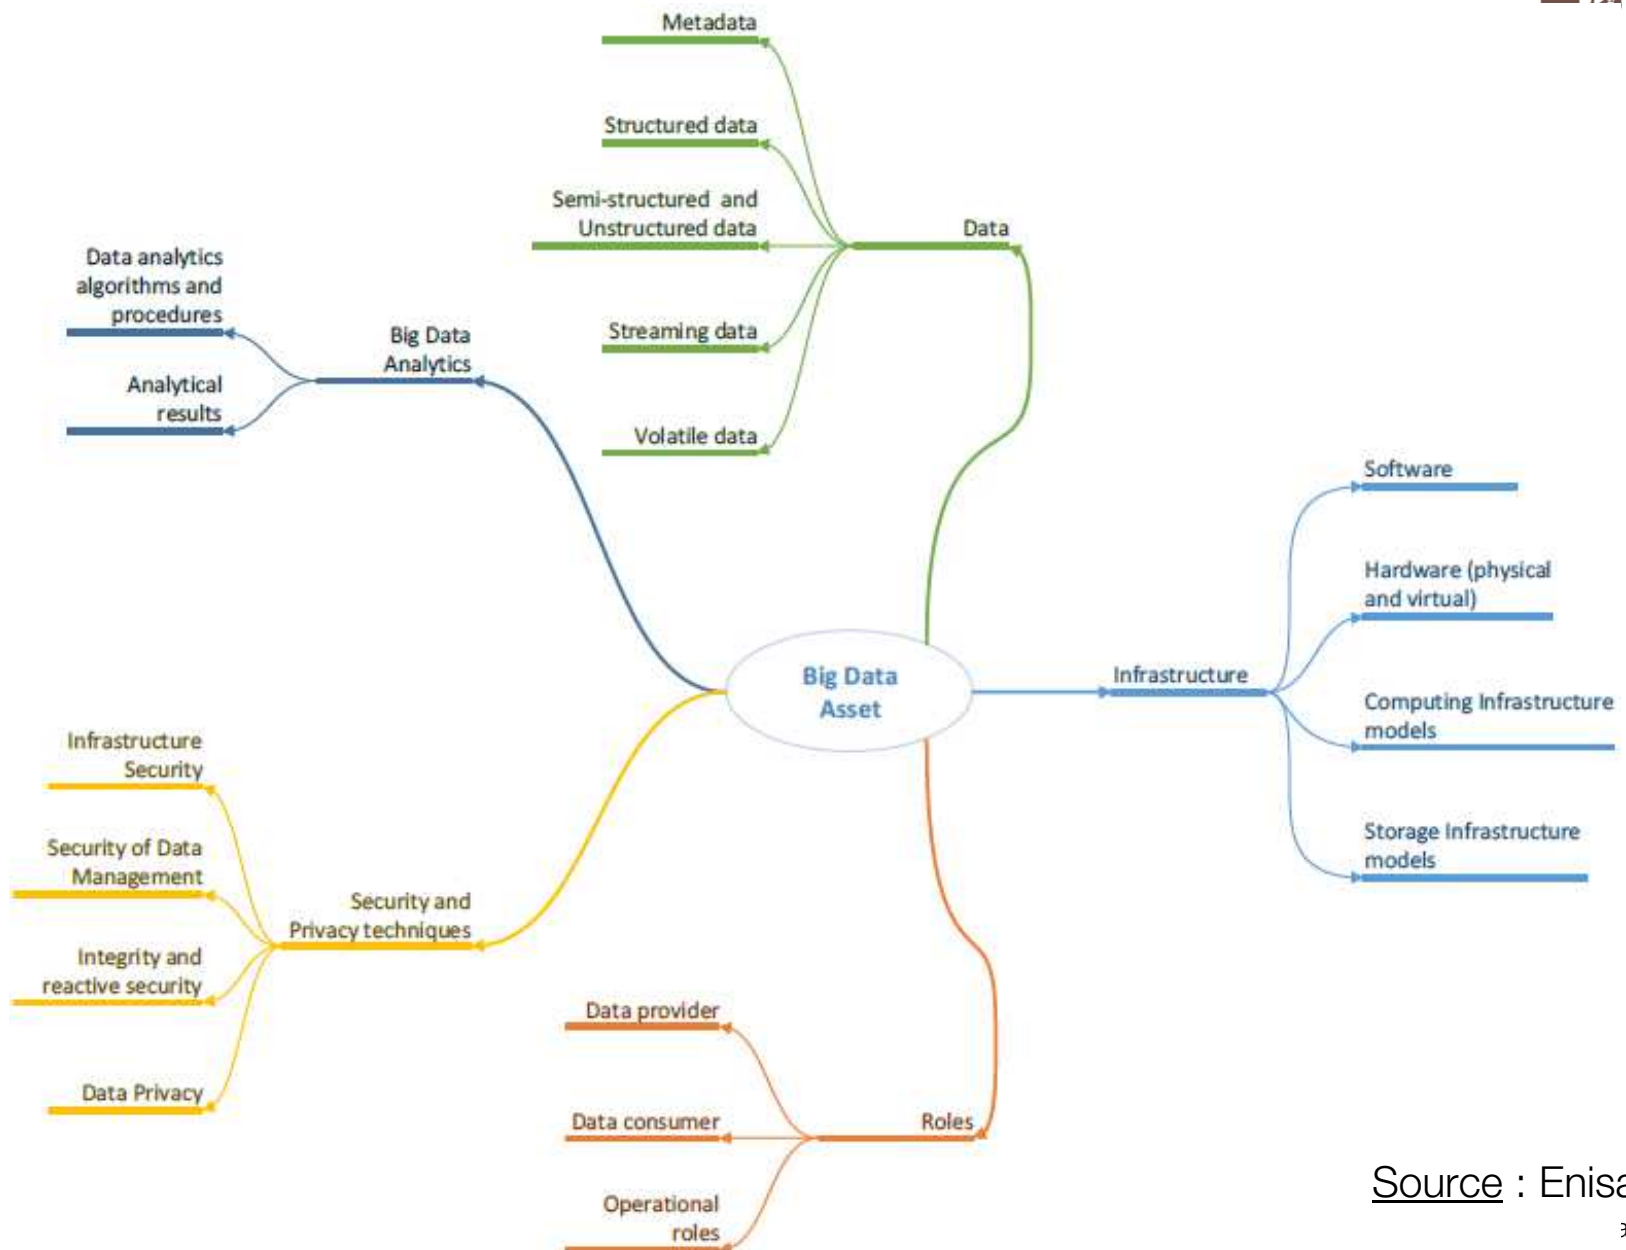 Metadata
Structured data
Semi-structured and
Unstructured data
Streaming data
Volatile data
Data
Data analytics
algorithms and
procedures
Analytical
results
Big Data
Analytics
Big Data
Asset
Infrastructure
Software
Hardware (physical
and virtual)
Computing Infrastructure
models
Storage Infrastructure
models
Infrastructure
Security
Security of Data
Management
Integrity and
reactive security
Data Privacy
Security and
Privacy techniques
Data provider
Data consumer
Operational
roles
Roles
Source : Enisa